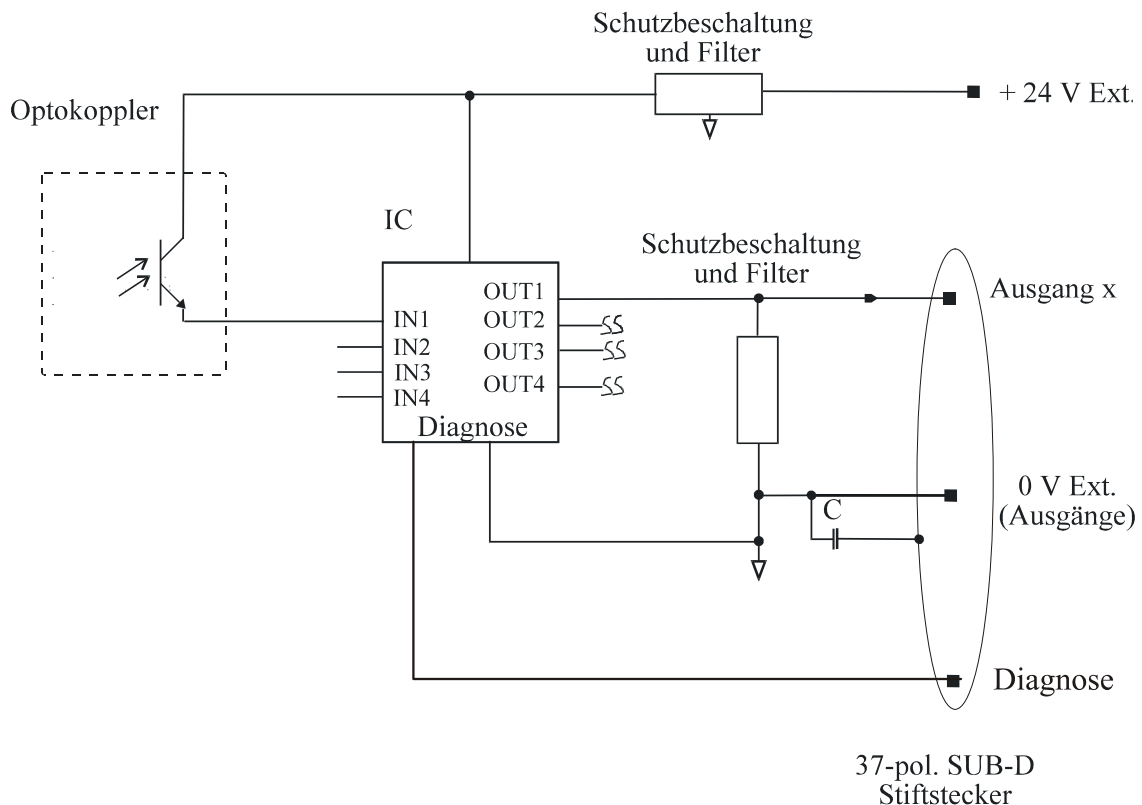 Schutzbeschaltung
und Filter
+ 24 V Ext.
Optokoppler
IC
Schutzbeschaltung
und Filter
OUT1
Ausgang x
IN1
OUT2
IN2
OUT3
IN3
OUT4
IN4
Diagnose
0 V Ext.
(Ausgänge)
C
Diagnose
37-pol. SUB-D
Stiftstecker